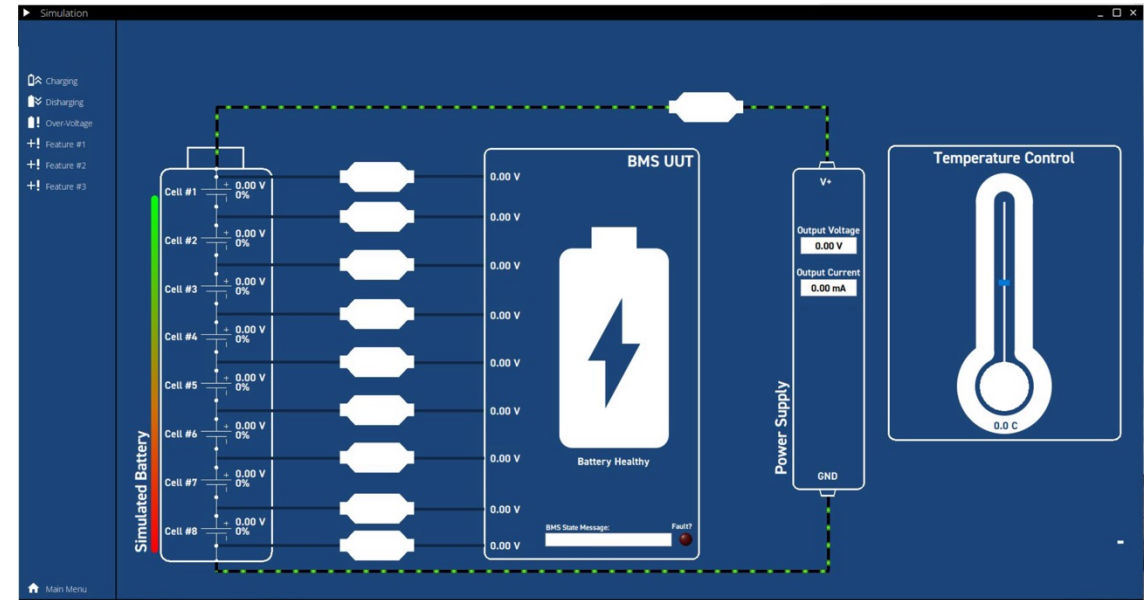 Simulation
Charging
Disharging
Over-Voltage
Feature #1
Feature #2
Feature #3
Main Menu
Simulated Battery
Cell #1
+ 0.00 V
0%
Cell #2
+ 0.00 V
0%
Cell #3
+ 0.00 V
0%
Cell #4
+ 0.00 V
0%
Cell #5
+ 0.00 V
0%
Cell #6
+ 0.00 V
0%
Cell #7
+ 0.00 V
0%
Cell #8
+ 0.00 V
0%
BMS UUT
0.00 V
0.00 V
0.00 V
0.00 V
0.00 V
0.00 V
0.00 V
0.00 V
0.00 V
Battery Healthy
BMS State Message:
Fault?
Power Supply
V+
Output Voltage
0.00 V
Output Current
0.00 mA
GND
Temperature Control
0.0 C